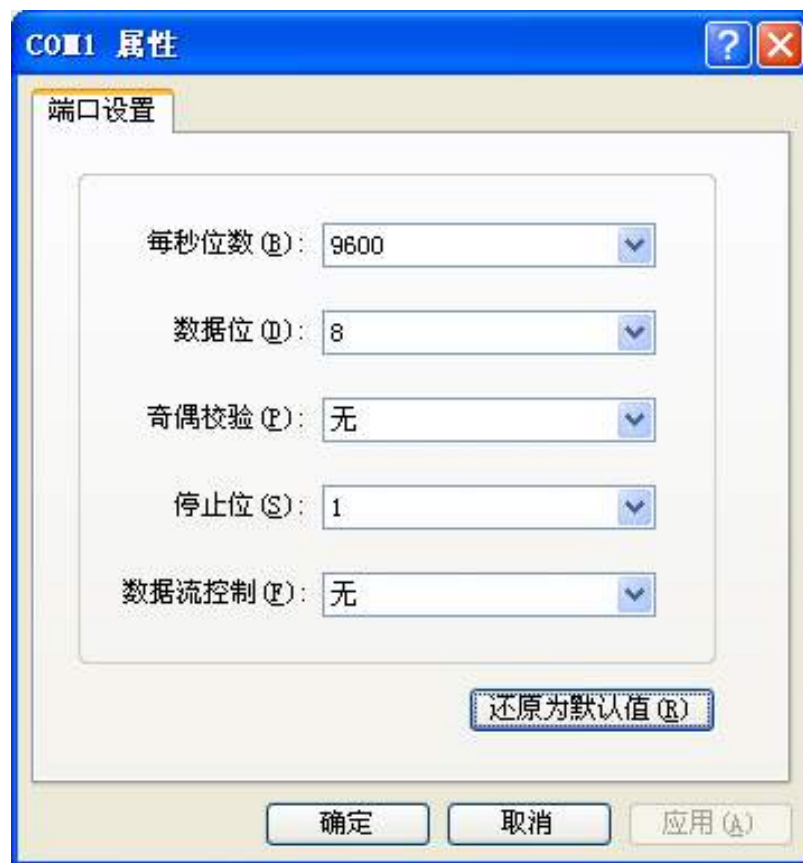 COM1 属性
端口设置
每秒位数(B): 9600
数据位(D): 8
奇偶校验(P): 无
停止位(S): 1
数据流控制(F): 无
还原为默认值(R)
确定 取消 应用(A)